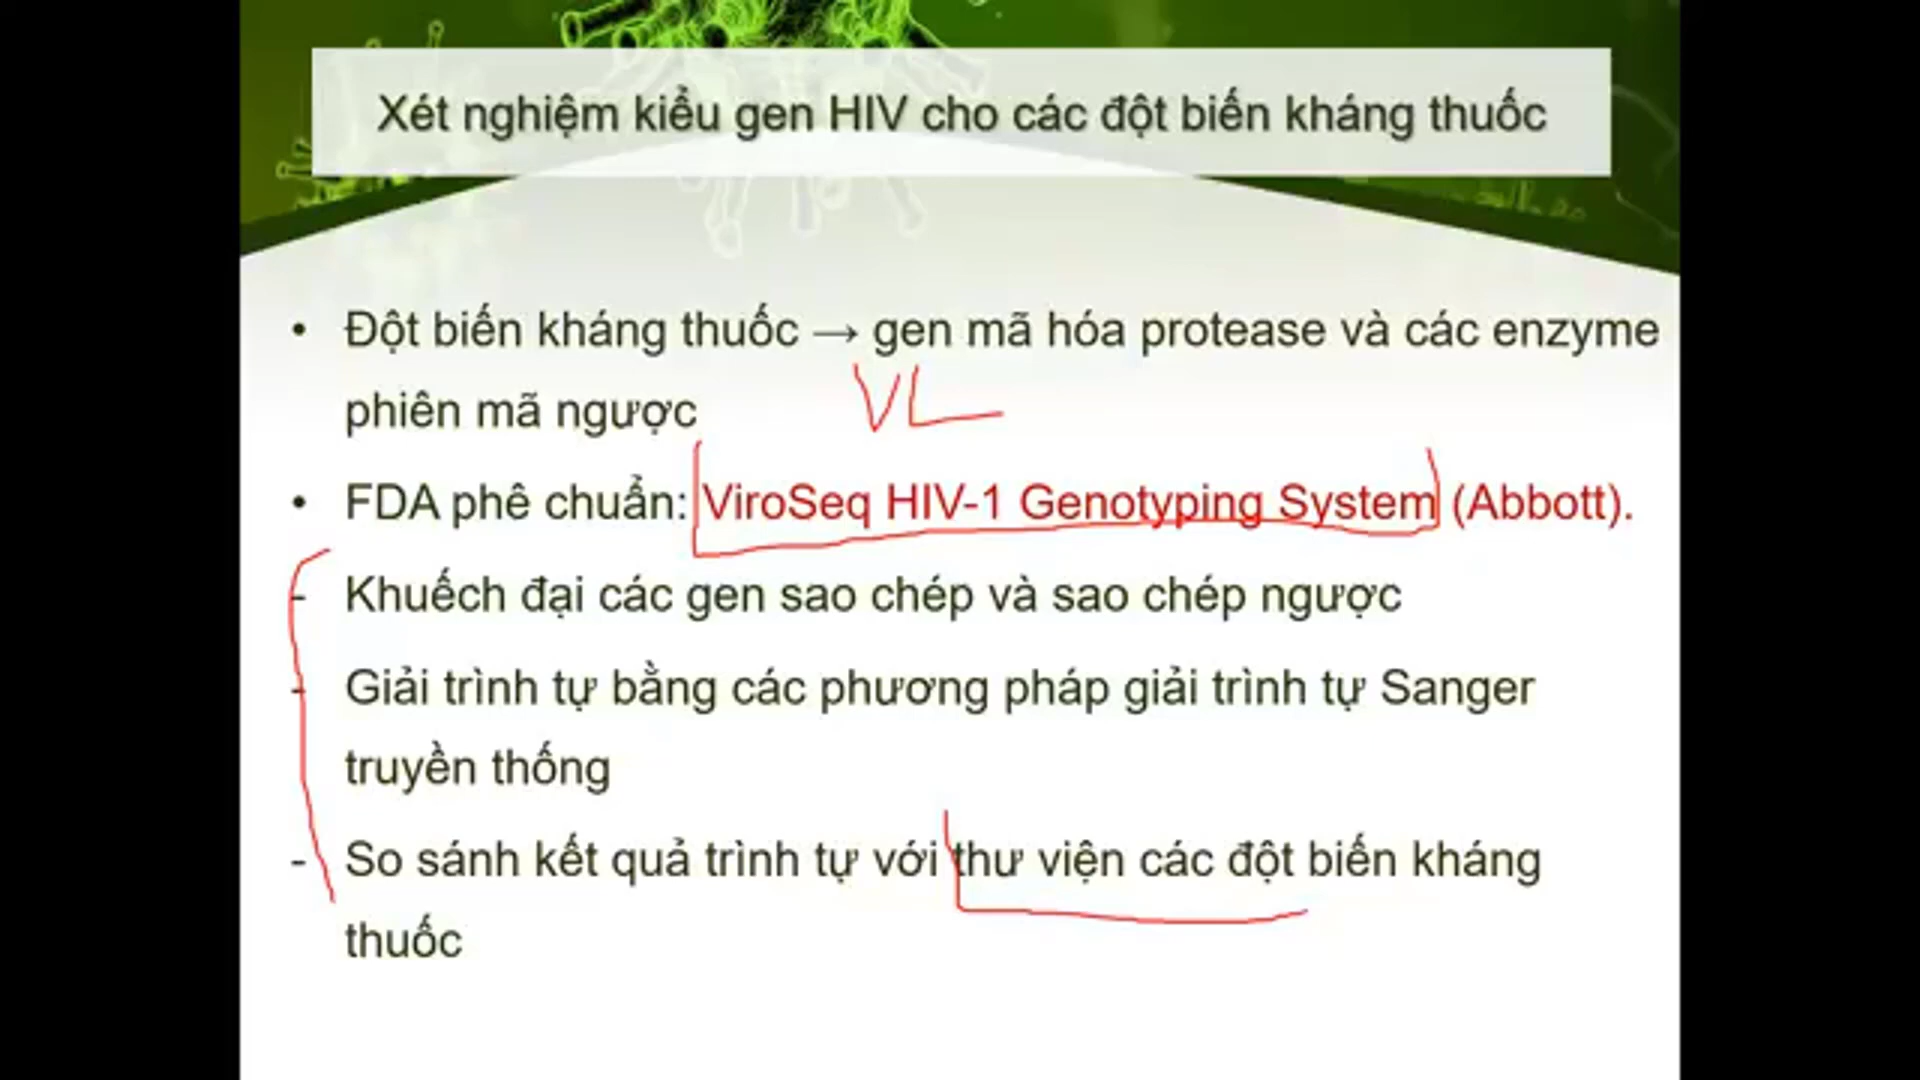 Xét nghiệm kiểu gen HIV cho các đột biến kháng thuốc
• Đột biến kháng thuốc → gen mã hóa protease và các enzyme
phiên mã ngược
VL
• FDA phê chuẩn: ViroSeq HIV-1 Genotyping System (Abbott).
- Khuếch đại các gen sao chép và sao chép ngược
- Giải trình tự bằng các phương pháp giải trình tự Sanger
truyền thống
- So sánh kết quả trình tự với thư viện các đột biến kháng
thuốc